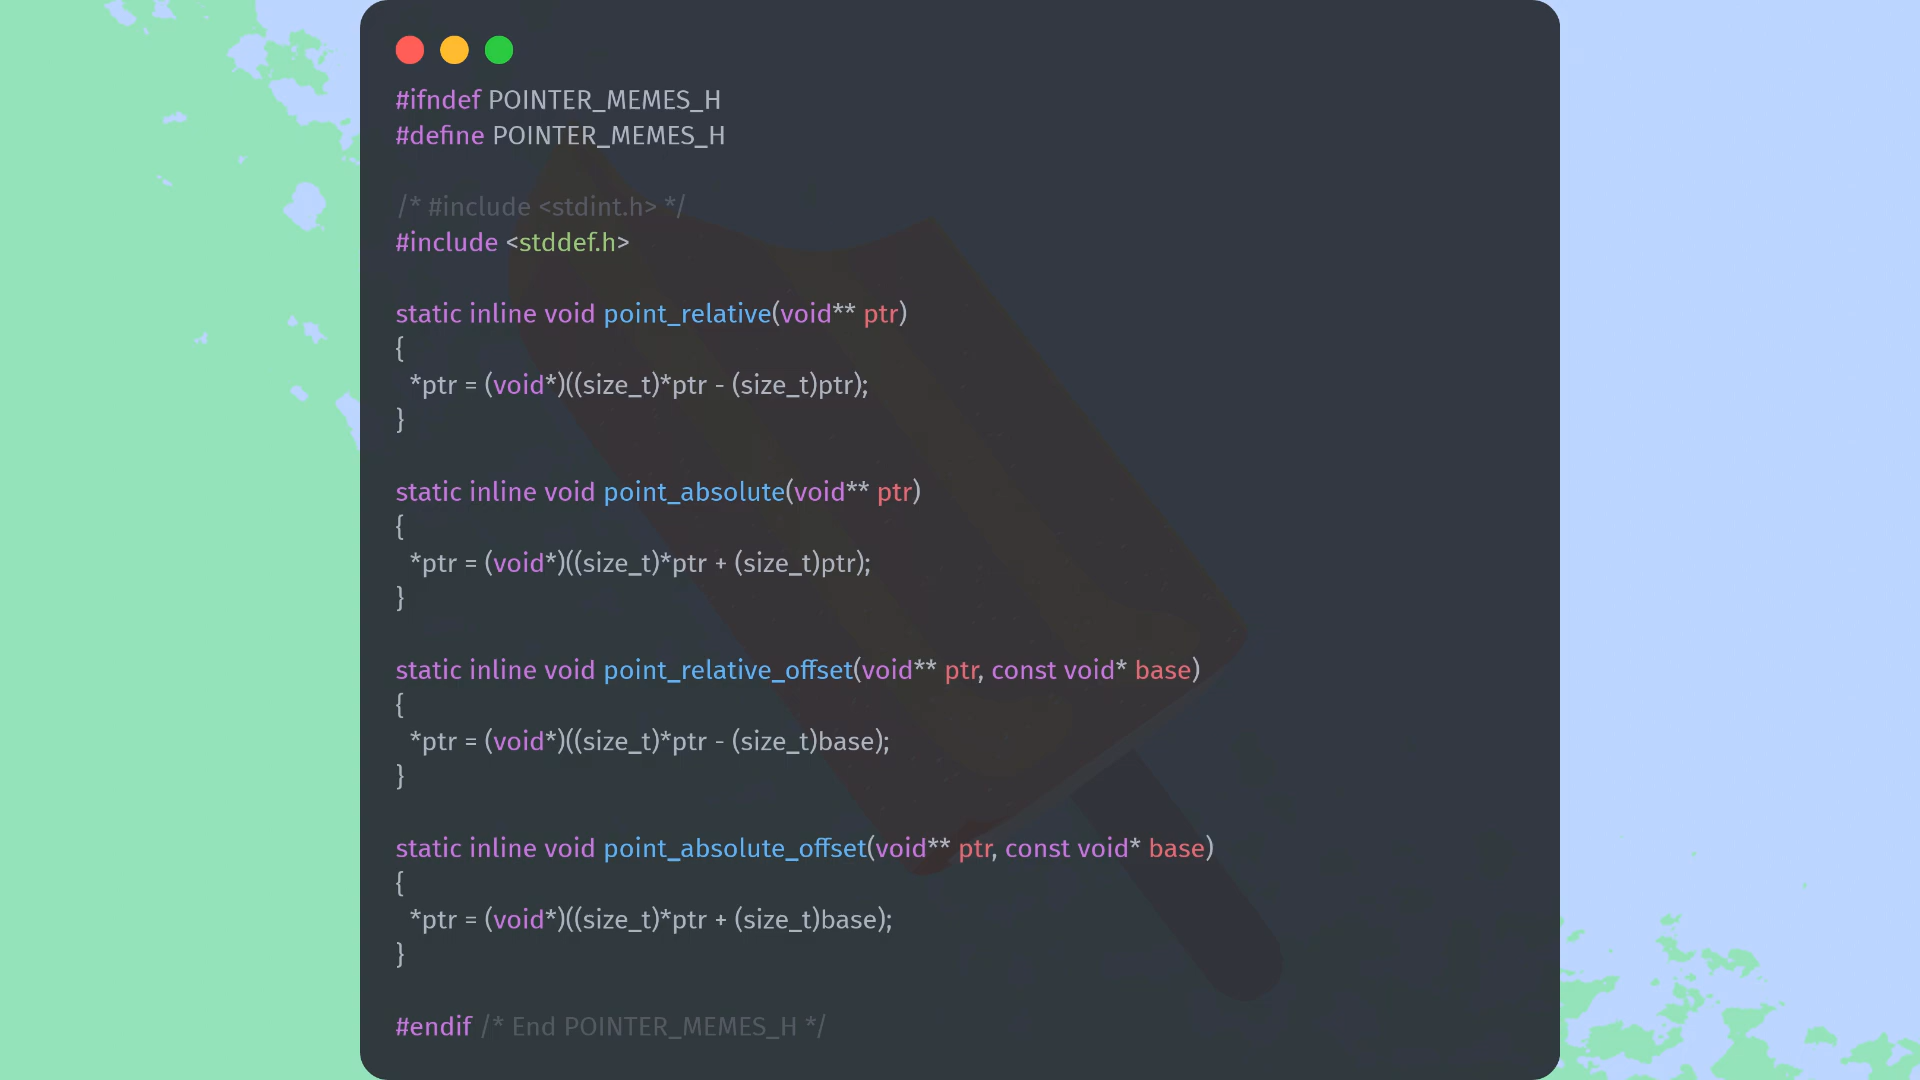 #ifndef POINTER_MEMES_H
#define POINTER_MEMES_H
/* #include <stdint.h> */
#include <stddef.h>
static inline void point_relative(void** ptr)
{
*ptr = (void*)((size_t)*ptr - (size_t)ptr);
}
static inline void point_absolute(void** ptr)
{
*ptr = (void*)((size_t)*ptr + (size_t)ptr);
}
static inline void point_relative_offset(void** ptr, const void* base)
{
*ptr = (void*)((size_t)*ptr - (size_t)base);
}
static inline void point_absolute_offset(void** ptr, const void* base)
{
*ptr = (void*)((size_t)*ptr + (size_t)base);
}
#endif /* End POINTER_MEMES_H */